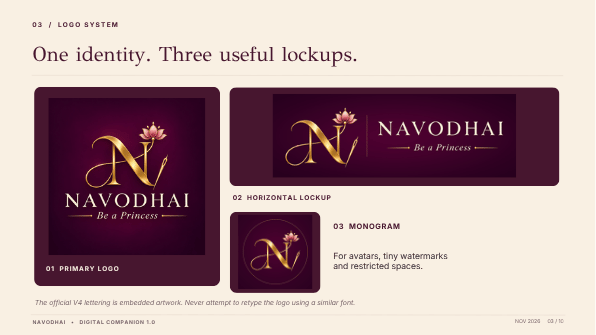 03 / LOGO SYSTEM
One identity. Three useful lockups.
N
NAVODHAI
Be a Princess
01 PRIMARY LOGO
N
NAVODHAI
Be a Princess
02 HORIZONTAL LOCKUP
N
03 MONOGRAM
For avatars, tiny watermarks
and restricted spaces.
The official V4 lettering is embedded artwork. Never attempt to retype the logo using a similar font.
NAVODHAI • DIGITAL COMPANION 1.0
NOV 2026 03 / 10